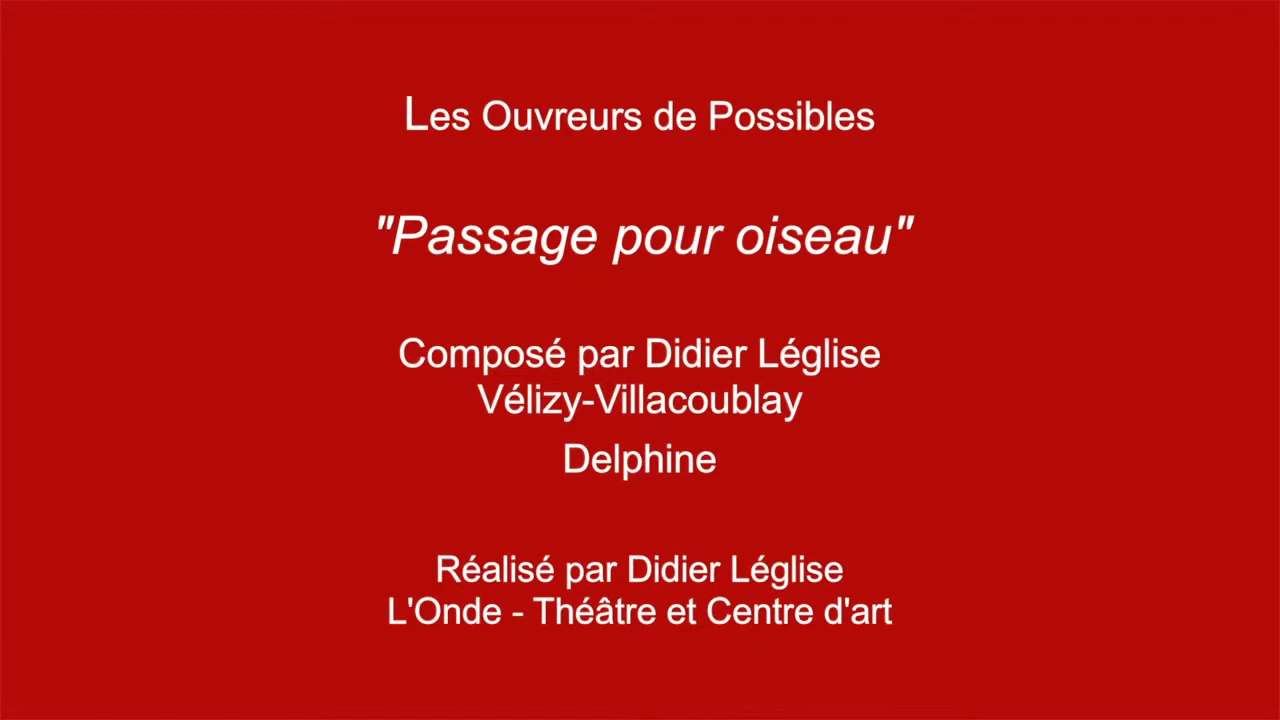 Les Ouvreurs de Possibles
"Passage pour oiseau"
Composé par Didier Léglise
Vélizy-Villacoublay
Delphine
Réalisé par Didier Léglise
L'Onde - Théâtre et Centre d'art